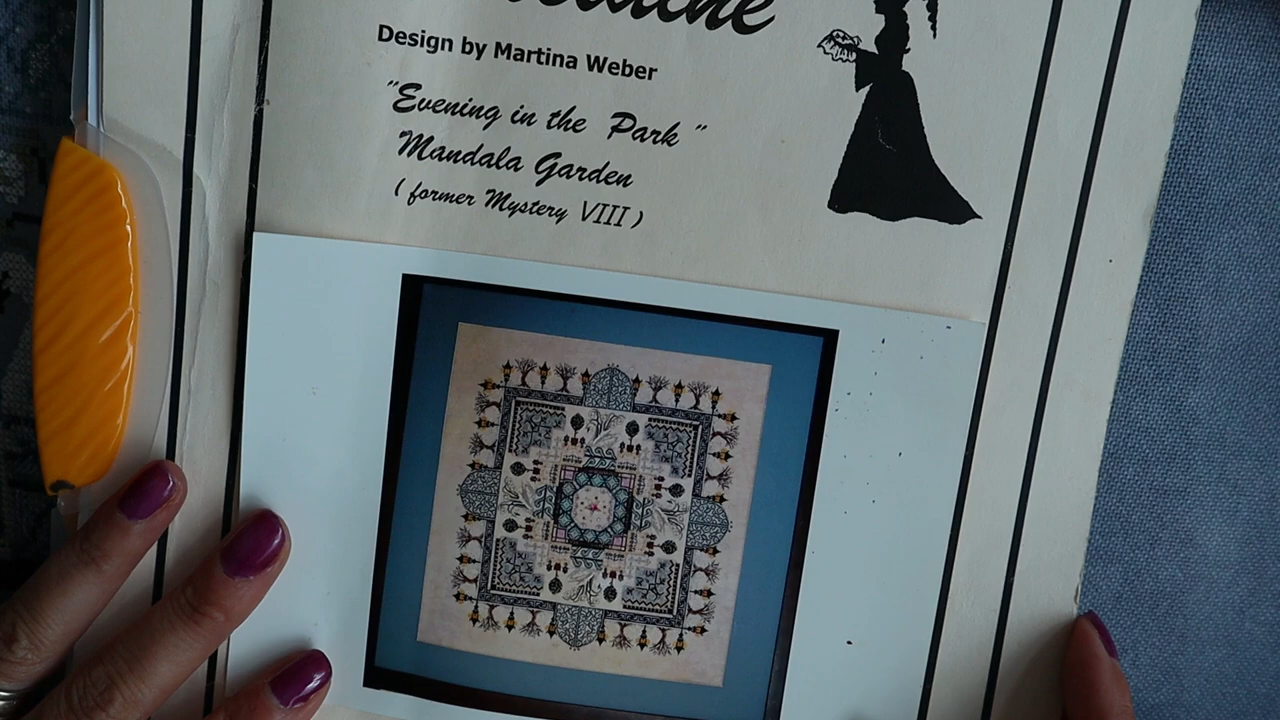 Design by Martina Weber
"Evening in the Park"
Mandala Garden
( former Mystery VIII )